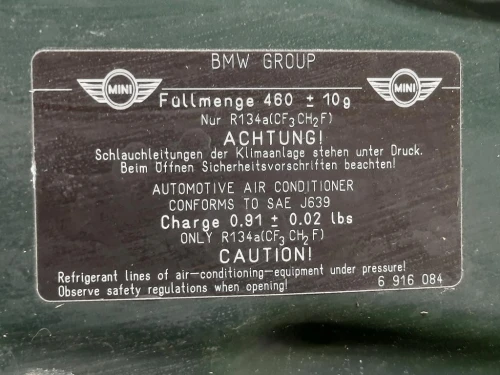 BMW GROUP
MINI
MINI
Füllmenge 460 ± 10g
Nur R134a(CF₃CH₂F)
ACHTUNG!
Schlauchleitungen der Klimaanlage stehen unter Druck.
Beim Öffnen Sicherheitsvorschriften beachten!
AUTOMOTIVE AIR CONDITIONER
CONFORMS TO SAE J639
Charge 0.91 ± 0.02 lbs
ONLY R134a(CF₃CH₂F)
CAUTION!
Refrigerant lines of air-conditioning-equipment under pressure!
Observe safety regulations when opening!
6 916 084